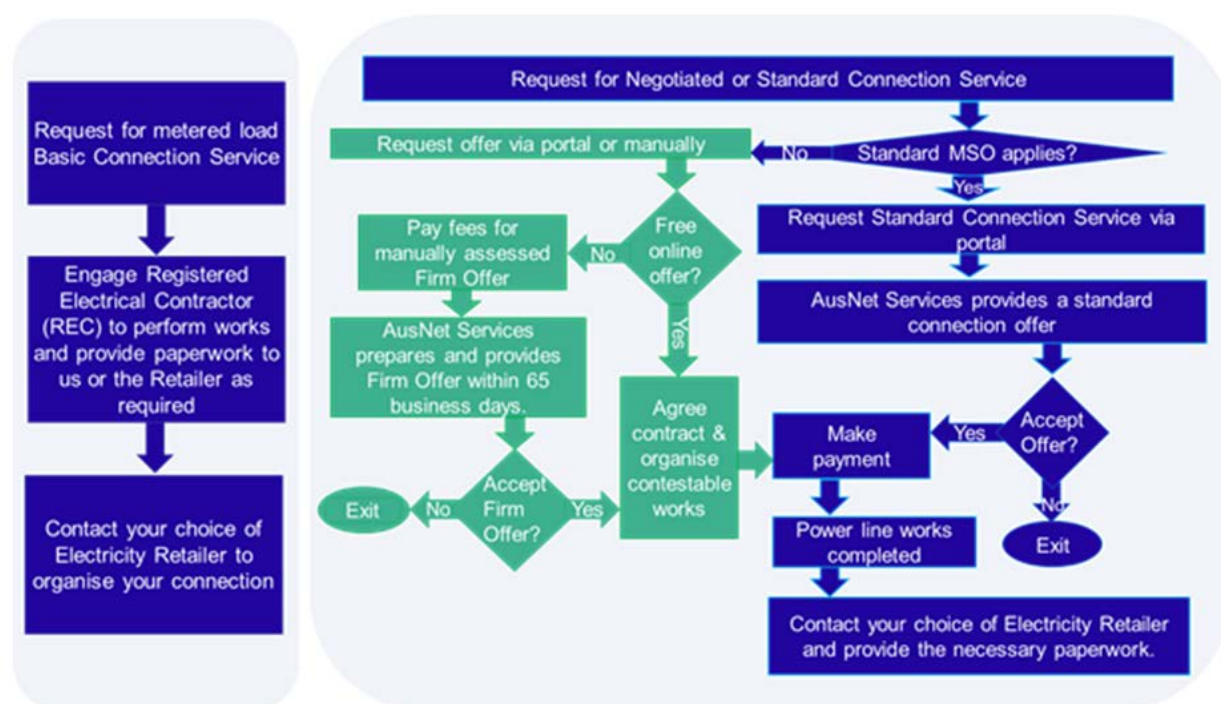 Request for metered load
Basic Connection Service
Engage Registered
Electrical Contractor
(REC) to perform works
and provide paperwork to
us or the Retailer as
required
Contact your choice of
Electricity Retailer to
organise your connection
Request for Negotiated or Standard Connection Service
Request offer via portal or manually
No
Standard MSO applies?
Yes
Free
online
offer?
No
Pay fees for
manually assessed
Firm Offer
AusNet Services
prepares and provides
Firm Offer within 65
business days.
Accept
Firm
Offer?
No
Exit
Yes
Yes
Agree
contract &
organise
contestable
works
Request Standard Connection Service via
portal
AusNet Services provides a standard
connection offer
Accept
Offer?
Yes
No
Exit
Make
payment
Power line works
completed
Contact your choice of Electricity Retailer
and provide the necessary paperwork.